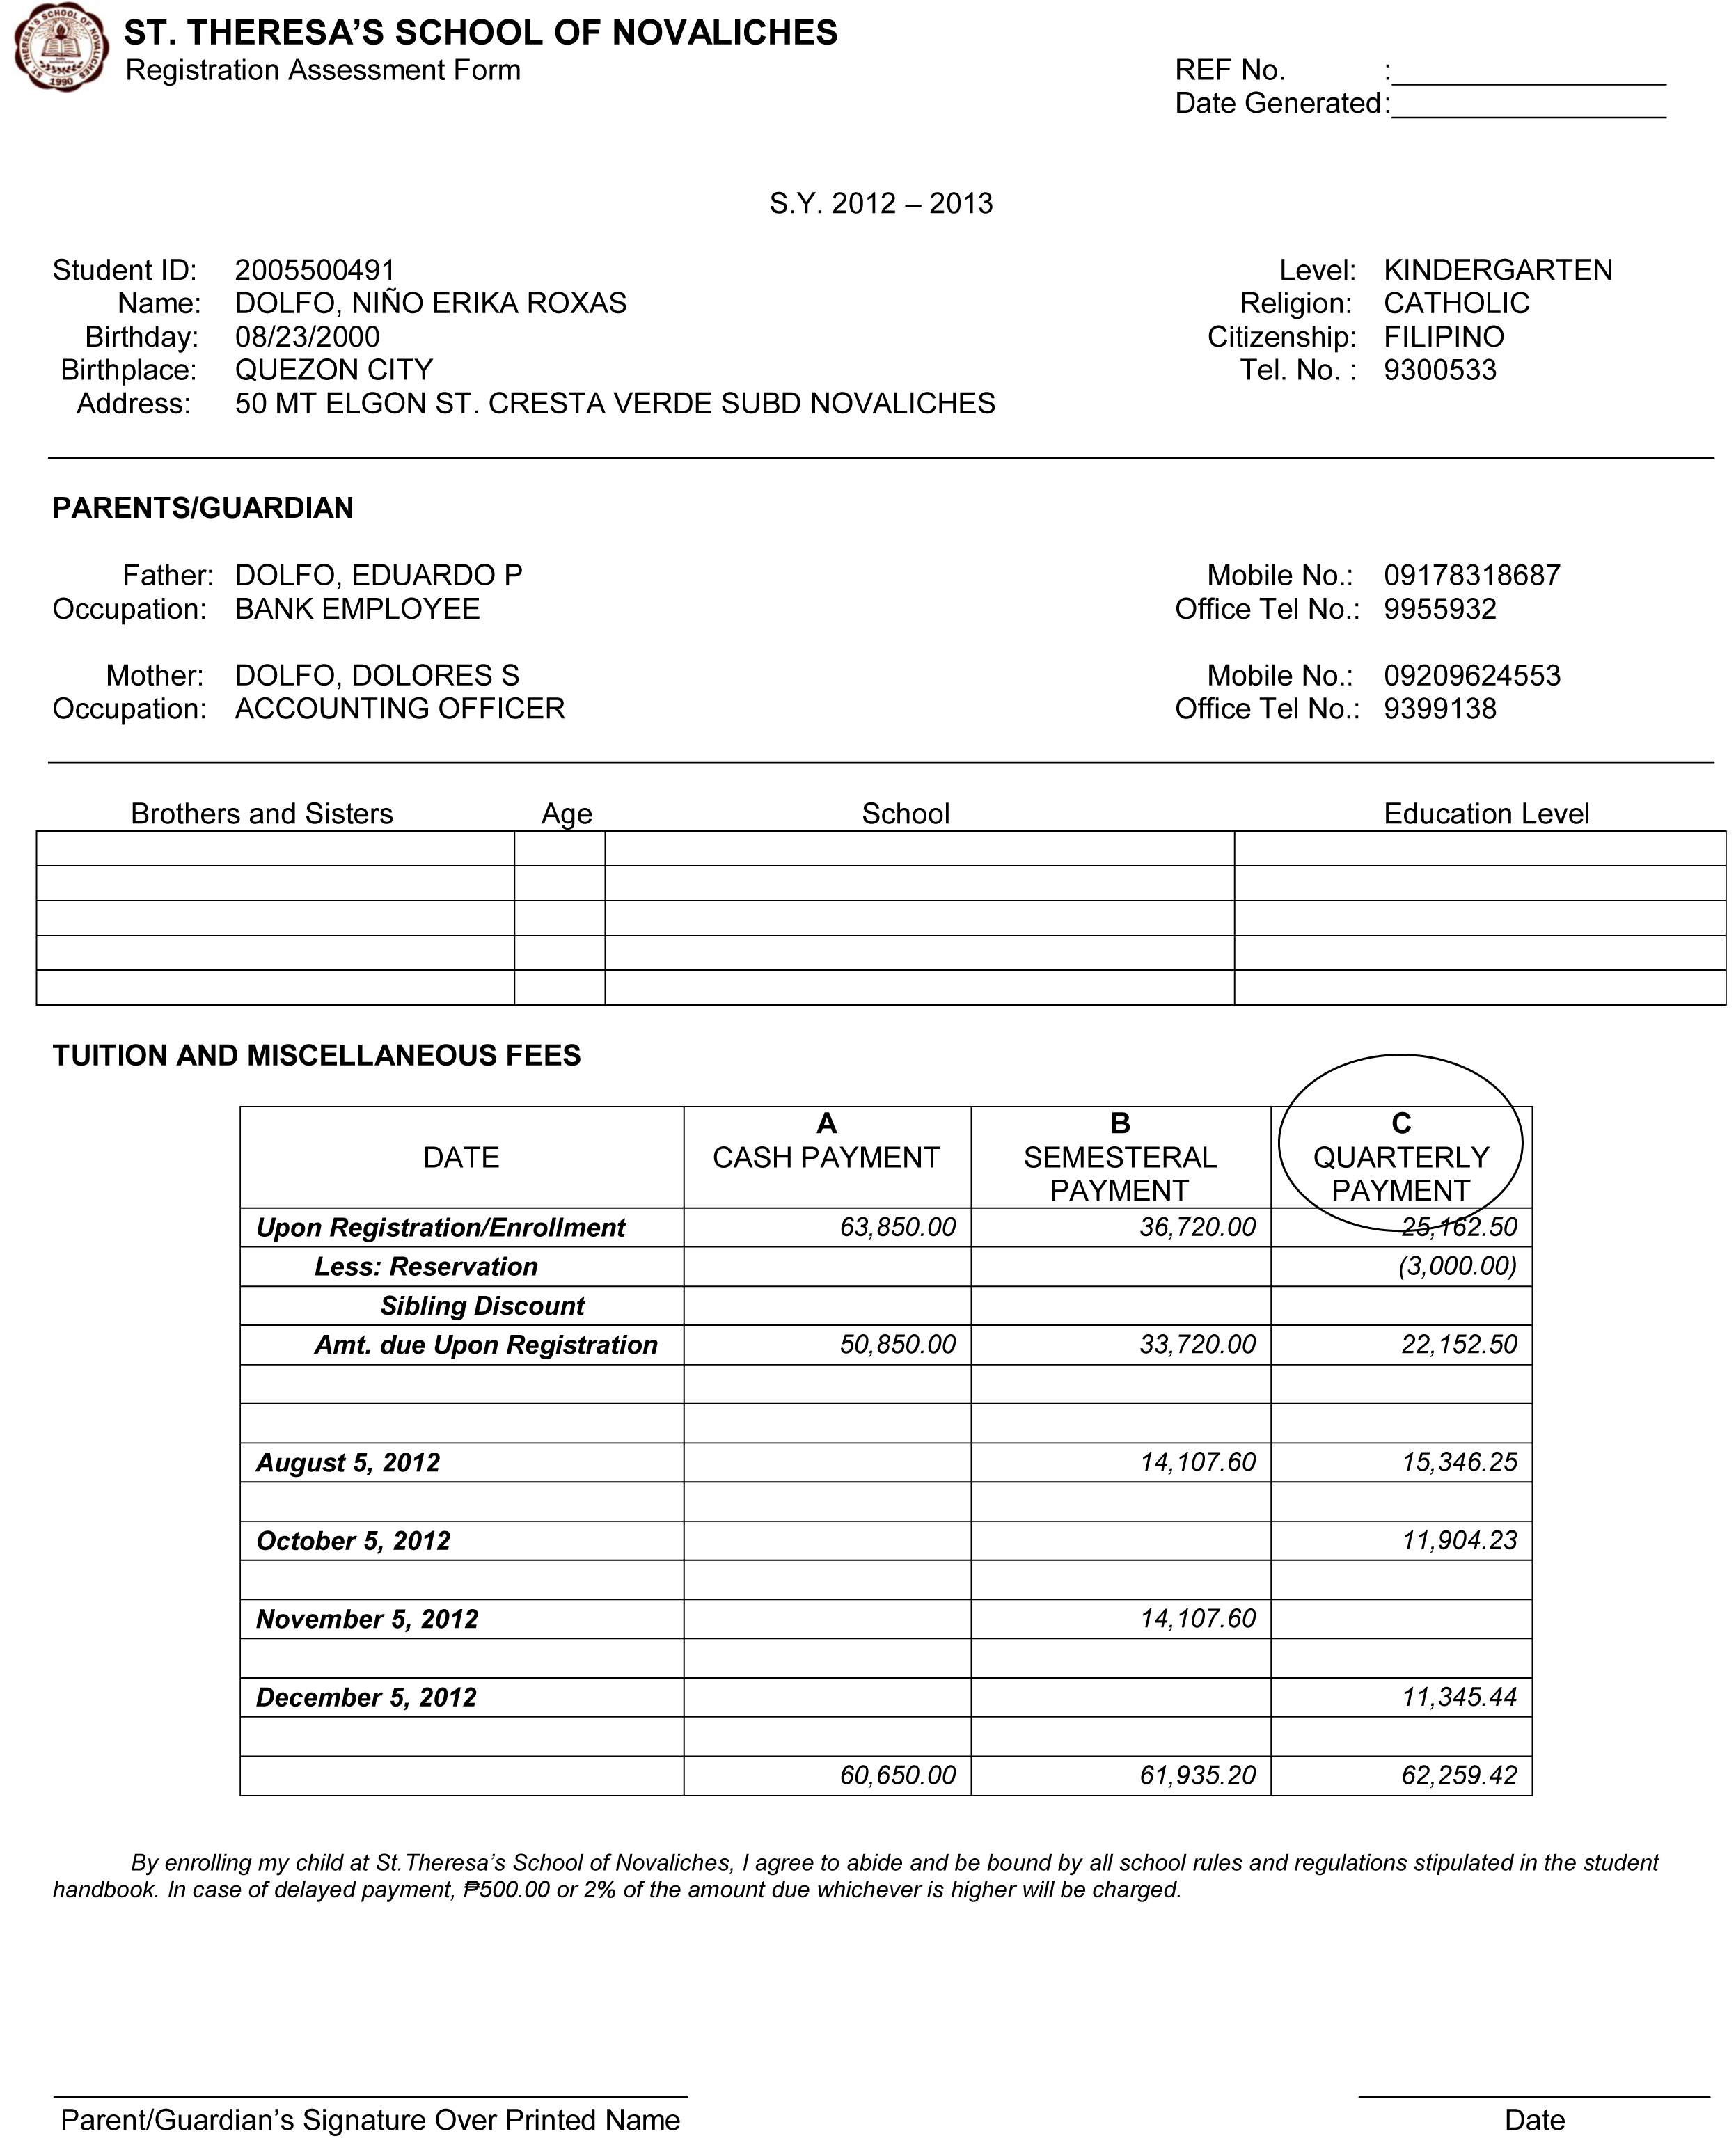 ST. THERESA'S SCHOOL OF NOVALICHES 1990
ST. THERESA’S SCHOOL OF NOVALICHES
Registration Assessment Form
REF No. :
Date Generated:
S.Y. 2012 – 2013
Student ID: 2005500491 Level: KINDERGARTEN
Name: DOLFO, NIÑO ERIKA ROXAS Religion: CATHOLIC
Birthday: 08/23/2000 Citizenship: FILIPINO
Birthplace: QUEZON CITY Tel. No. : 9300533
Address: 50 MT ELGON ST. CRESTA VERDE SUBD NOVALICHES
PARENTS/GUARDIAN
Father: DOLFO, EDUARDO P Mobile No.: 09178318687
Occupation: BANK EMPLOYEE Office Tel No.: 9955932
Mother: DOLFO, DOLORES S Mobile No.: 09209624553
Occupation: ACCOUNTING OFFICER Office Tel No.: 9399138
Brothers and Sisters Age School Education Level
TUITION AND MISCELLANEOUS FEES
A B C
DATE CASH PAYMENT SEMESTERAL QUARTERLY
PAYMENT PAYMENT
Upon Registration/Enrollment 63,850.00 36,720.00 25,162.50
Less: Reservation (3,000.00)
Sibling Discount
Amt. due Upon Registration 50,850.00 33,720.00 22,152.50
August 5, 2012 14,107.60 15,346.25
October 5, 2012 11,904.23
November 5, 2012 14,107.60
December 5, 2012 11,345.44
60,650.00 61,935.20 62,259.42
By enrolling my child at St.Theresa’s School of Novaliches, I agree to abide and be bound by all school rules and regulations stipulated in the student
handbook. In case of delayed payment, ₱500.00 or 2% of the amount due whichever is higher will be charged.
Parent/Guardian’s Signature Over Printed Name Date